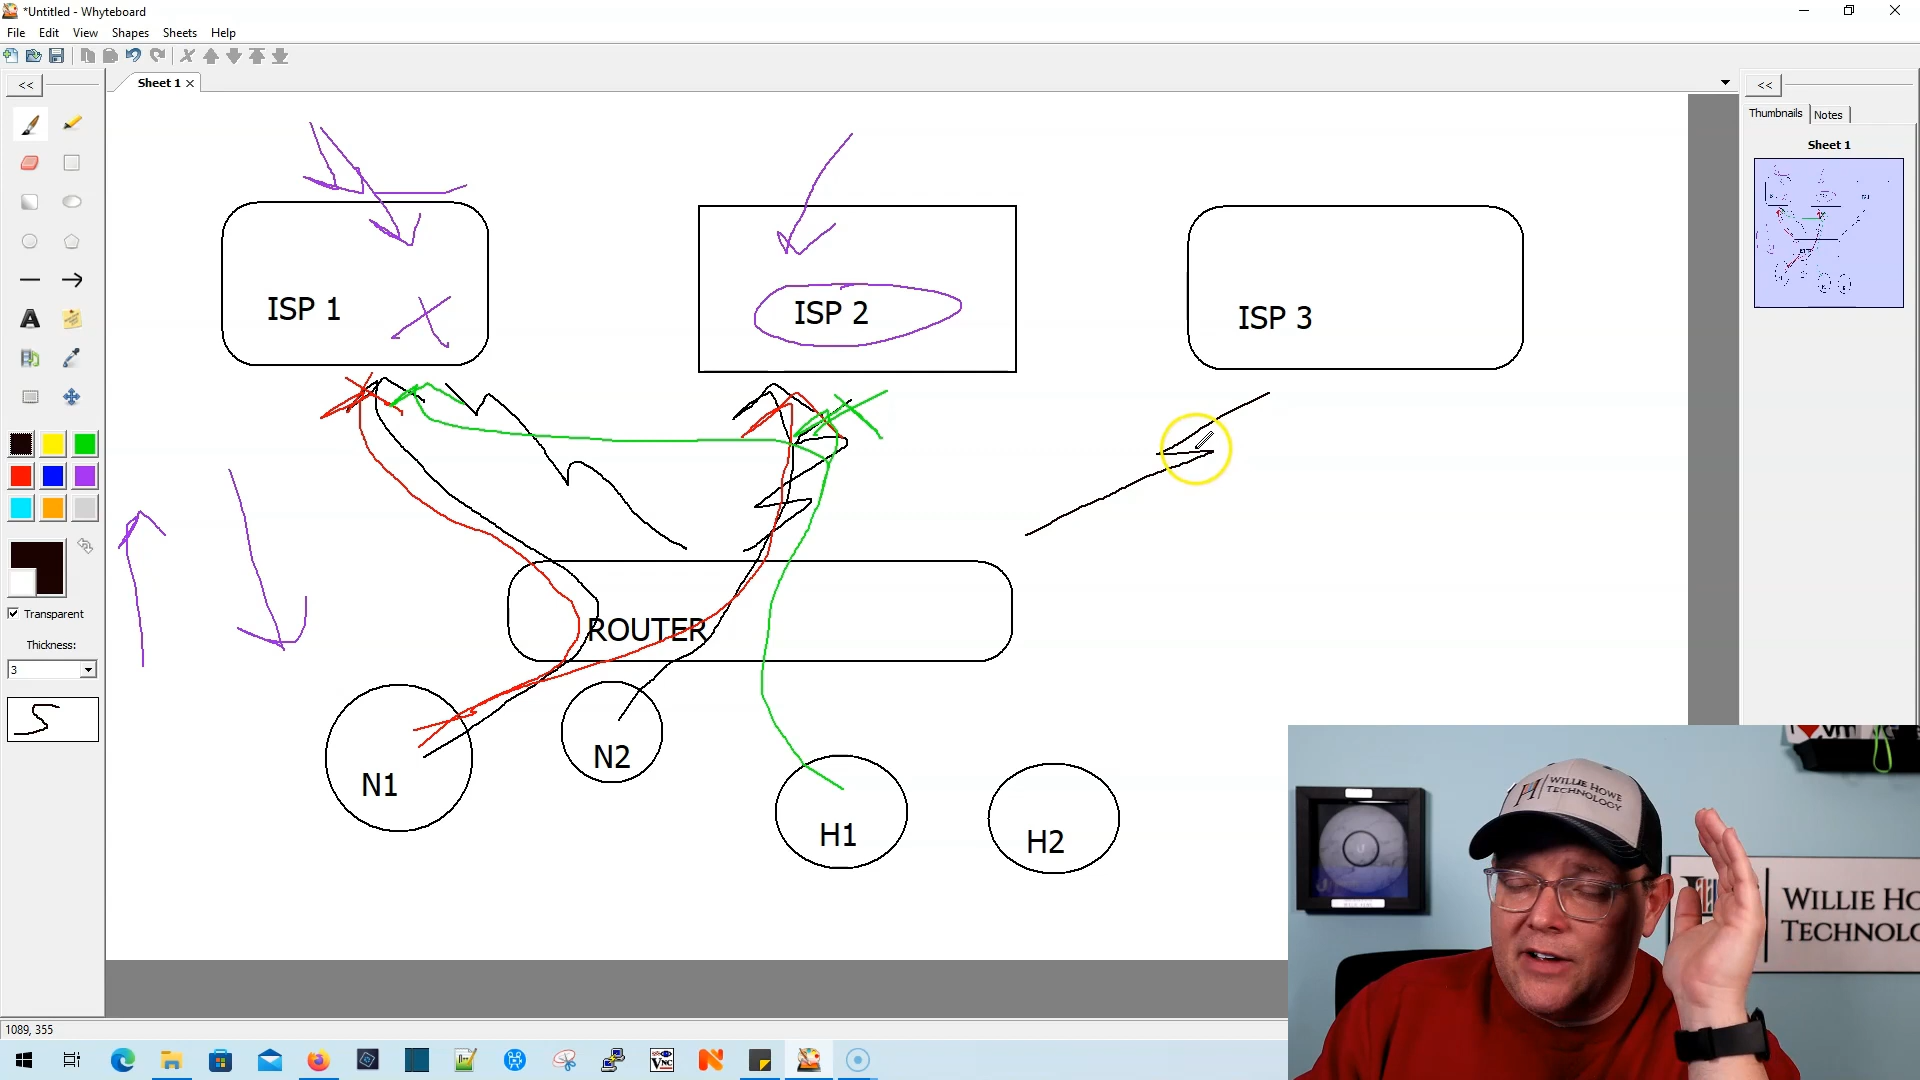 *Untitled - Whyteboard
File Edit View Shapes Sheets Help
<< Sheet 1
<<
Thumbnails Notes
Sheet 1
ISP 1
ISP 2
ISP 3
Transparent
Thickness:
3
ROUTER
N1
N2
H1
H2
WILLIE HOWE
TECHNOLOGY
WILLIE HO
TECHNOLO
1089, 355